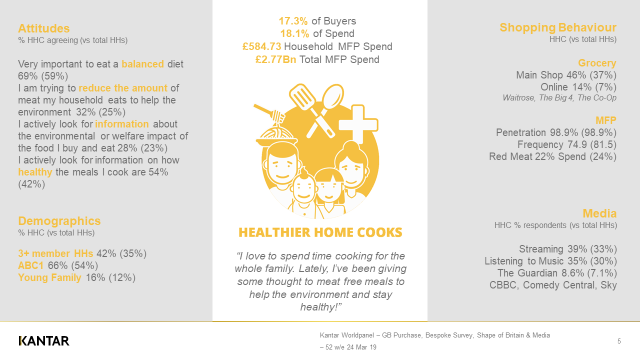 Attitudes
% HHC agreeing (vs total HHs)
Very important to eat a balanced diet
69% (59%)
I am trying to reduce the amount of
meat my household eats to help the
environment 32% (25%)
I actively look for information about
the environmental or welfare impact of
the food I buy and eat 28% (23%)
I actively look for information on how
healthy the meals I cook are 54%
(42%)
Demographics
% HHC (vs total HHs)
3+ member HHs 42% (35%)
ABC1 66% (54%)
Young Family 16% (12%)
17.3% of Buyers
18.1% of Spend
£584.73 Household MFP Spend
£2.77Bn Total MFP Spend
HEALTHIER HOME COOKS
“I love to spend time cooking for the
whole family. Lately, I’ve been giving
some thought to meat free meals to
help the environment and stay
healthy!”
Shopping Behaviour
HHC (vs total HHs)
Grocery
Main Shop 46% (37%)
Online 14% (7%)
Waitrose, The Big 4, The Co-Op
MFP
Penetration 98.9% (98.9%)
Frequency 74.9 (81.5)
Red Meat 22% Spend (24%)
Media
HHC % respondents (vs total HHs)
Streaming 39% (33%)
Listening to Music 35% (30%)
The Guardian 8.6% (7.1%)
CBBC, Comedy Central, Sky
KANTAR
Kantar Worldpanel – GB Purchase, Bespoke Survey, Shape of Britain & Media
– 52 w/e 24 Mar 19
5